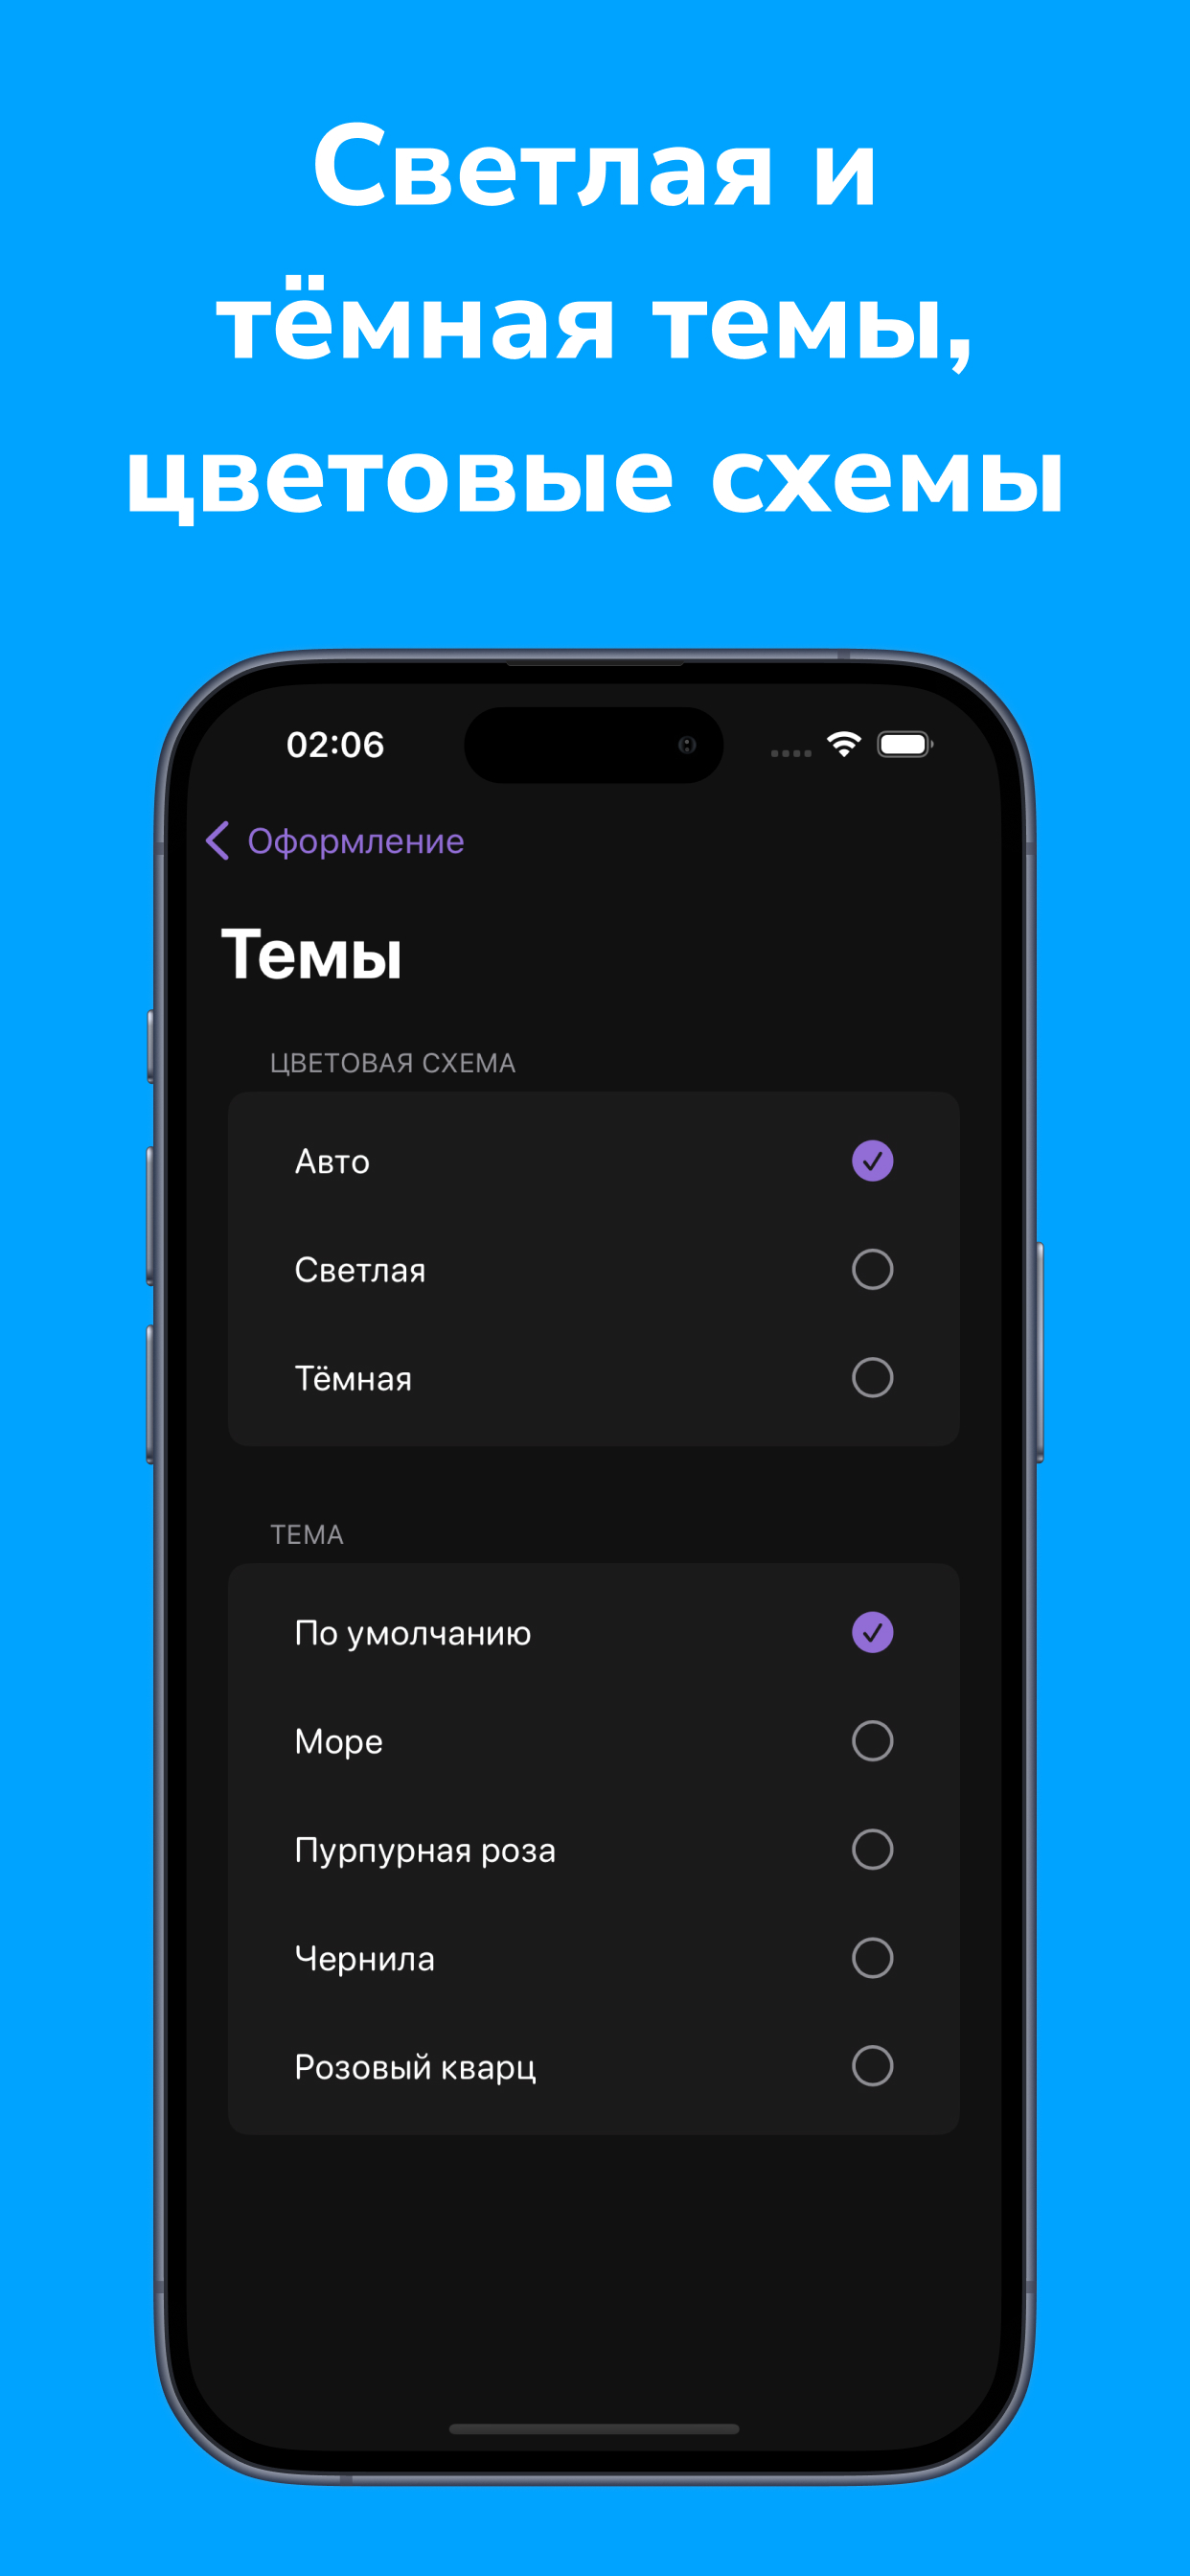 Светлая и
тёмная темы,
цветовые схемы
02:06
Оформление
Темы
ЦВЕТОВАЯ СХЕМА
Авто
Светлая
Тёмная
ТЕМА
По умолчанию
Море
Пурпурная роза
Чернила
Розовый кварц